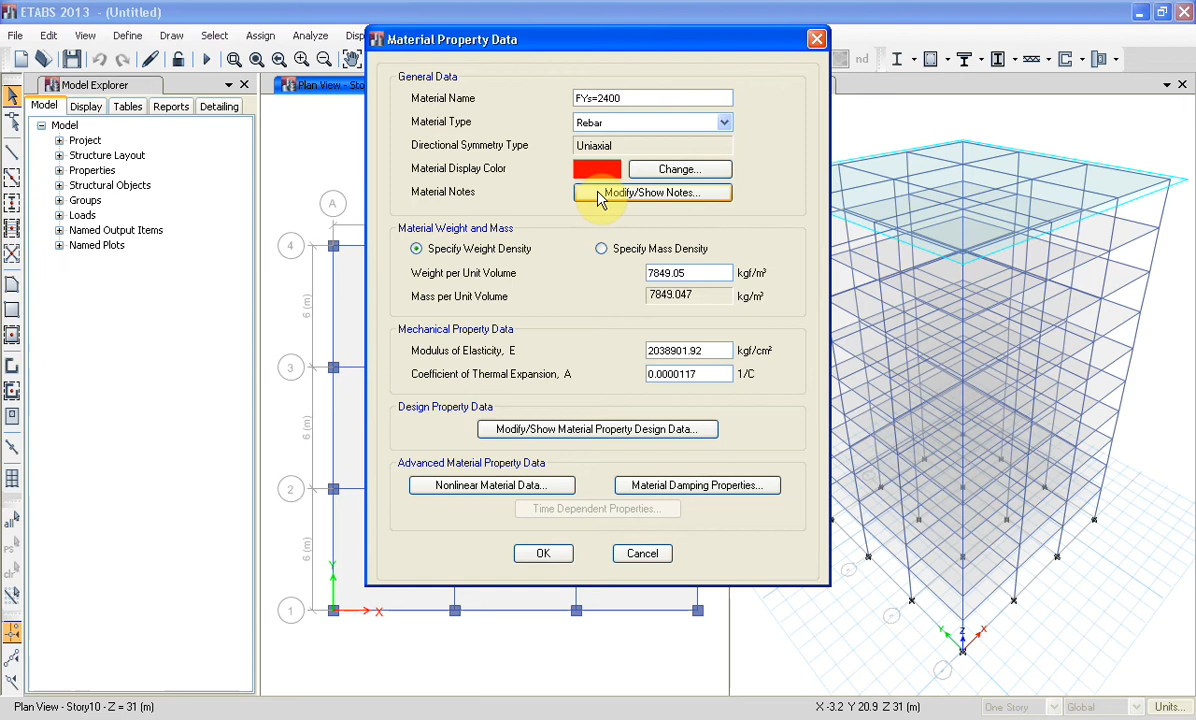 ETABS 2013 - (Untitled)
File Edit View Define Draw Select Assign Analyze
nd
Model Explorer
Plan View - Story
Model Display Tables Reports Detailing
Model
Project
Structure Layout
Properties
Structural Objects
Groups
Loads
Named Output Items
Named Plots
Material Property Data
General Data
Material Name FYs=2400
Material Type Rebar
Directional Symmetry Type Uniaxial
Material Display Color Change...
Material Notes Modify/Show Notes...
Material Weight and Mass
Specify Weight Density Specify Mass Density
Weight per Unit Volume 7849.05 kgf/m³
Mass per Unit Volume 7849.047 kg/m³
Mechanical Property Data
Modulus of Elasticity, E 2038901.92 kgf/cm²
Coefficient of Thermal Expansion, A 0.0000117 1/C
Design Property Data
Modify/Show Material Property Design Data...
Advanced Material Property Data
Nonlinear Material Data... Material Damping Properties...
Time Dependent Properties...
OK Cancel
A
4
6 (m)
3
6 (m)
2
6 (m)
1
Y
X
Y Z X
all
PS
clr
Plan View - Story10 - Z = 31 (m) X -3.2 Y 20.9 Z 31 (m) One Story Global Units...